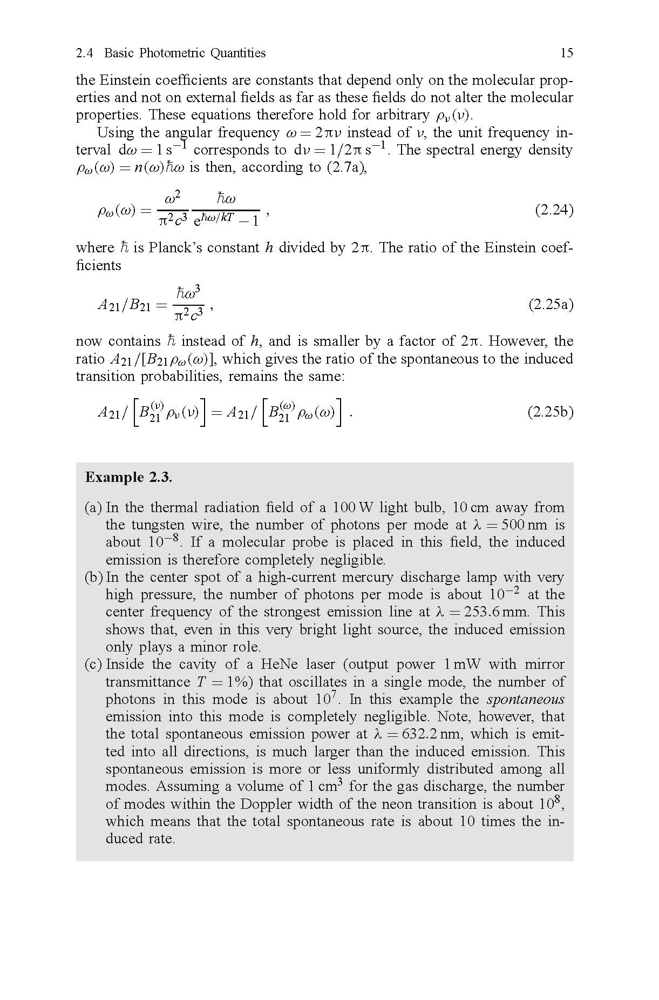 2.4 Basic Photometric Quantities 15
the Einstein coefficients are constants that depend only on the molecular prop-
erties and not on external fields as far as these fields do not alter the molecular
properties. These equations therefore hold for arbitrary ρν(ν).
Using the angular frequency ω = 2πν instead of ν, the unit frequency in-
terval dω = 1 s⁻¹ corresponds to dν = 1/2π s⁻¹. The spectral energy density
ρω(ω) = n(ω)ℏω is then, according to (2.7a),
ρω(ω) = ω²/(π²c³) ℏω/(e^{ℏω/kT} − 1) , (2.24)
where ℏ is Planck’s constant h divided by 2π. The ratio of the Einstein coef-
ficients
A₂₁/B₂₁ = ℏω³/(π²c³) , (2.25a)
now contains ℏ instead of h, and is smaller by a factor of 2π. However, the
ratio A₂₁/[B₂₁ρω(ω)], which gives the ratio of the spontaneous to the induced
transition probabilities, remains the same:
A₂₁/[B₂₁^(ν) ρν(ν)] = A₂₁/[B₂₁^(ω) ρω(ω)] . (2.25b)
Example 2.3.
(a) In the thermal radiation field of a 100 W light bulb, 10 cm away from
the tungsten wire, the number of photons per mode at λ = 500 nm is
about 10⁻⁸. If a molecular probe is placed in this field, the induced
emission is therefore completely negligible.
(b) In the center spot of a high-current mercury discharge lamp with very
high pressure, the number of photons per mode is about 10⁻² at the
center frequency of the strongest emission line at λ = 253.6 mm. This
shows that, even in this very bright light source, the induced emission
only plays a minor role.
(c) Inside the cavity of a HeNe laser (output power 1 mW with mirror
transmittance T = 1%) that oscillates in a single mode, the number of
photons in this mode is about 10⁷. In this example the spontaneous
emission into this mode is completely negligible. Note, however, that
the total spontaneous emission power at λ = 632.2 nm, which is emit-
ted into all directions, is much larger than the induced emission. This
spontaneous emission is more or less uniformly distributed among all
modes. Assuming a volume of 1 cm³ for the gas discharge, the number
of modes within the Doppler width of the neon transition is about 10⁸,
which means that the total spontaneous rate is about 10 times the in-
duced rate.